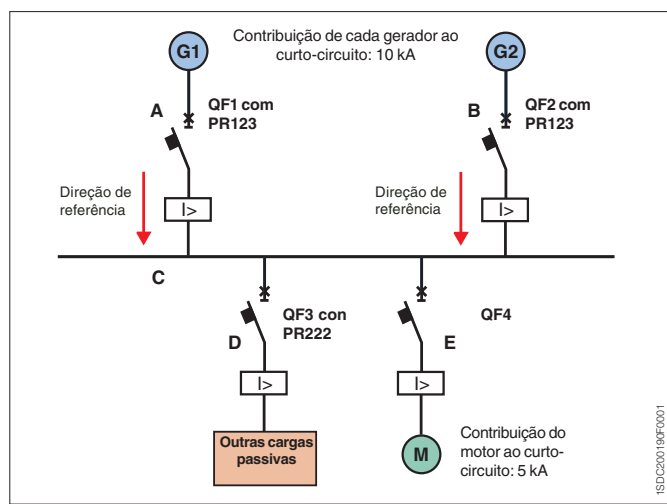 G1
Contribuição de cada gerador ao
curto-circuito: 10 kA
G2
A
QF1 com
PR123
B
QF2 com
PR123
Direção de
referência
I>
Direção de
referência
I>
C
QF3 con
PR222
QF4
D
E
I>
I>
Outras cargas
passivas
M
Contribuição do
motor ao curto-
circuito: 5 kA
1SDC200190F0001